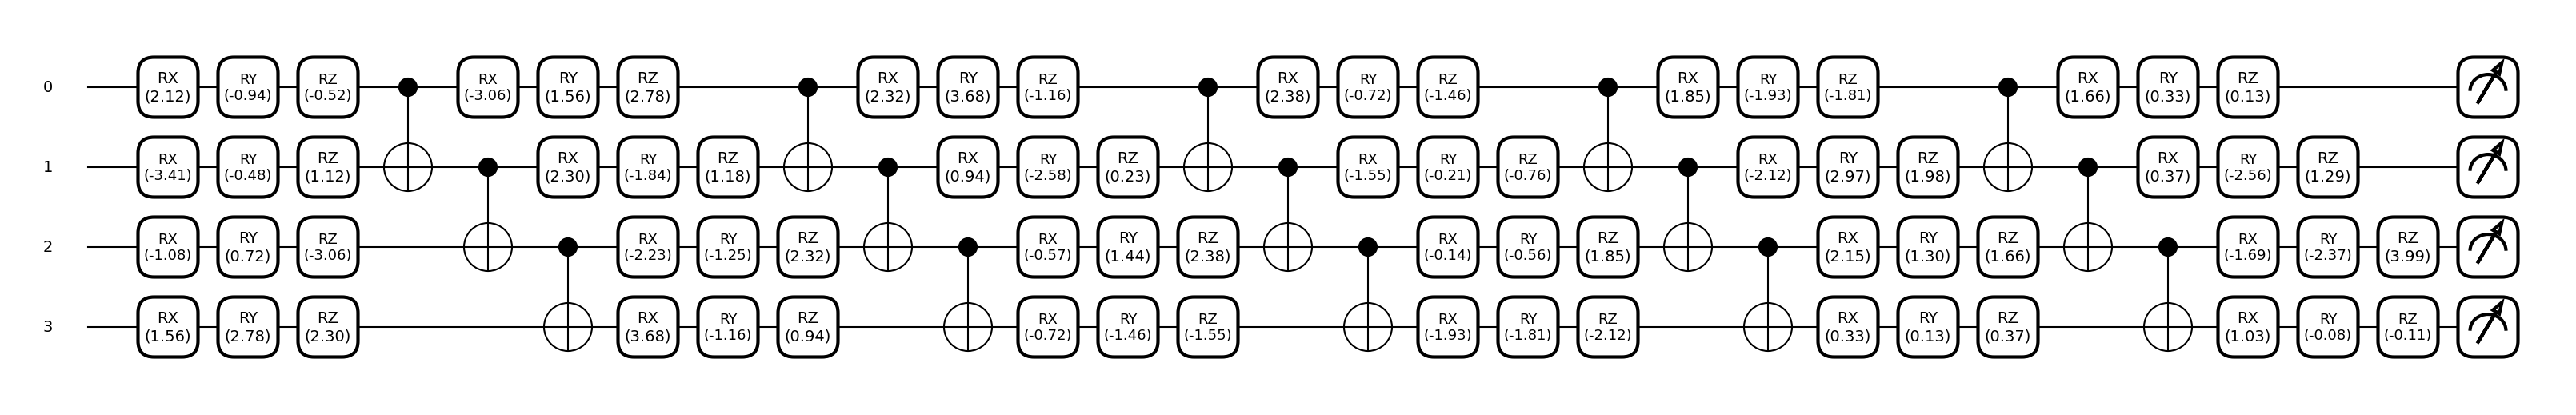 0 RX (2.12) RY (-0.94) RZ (-0.52) RX (-3.06) RY (1.56) RZ (2.78) RX (2.32) RY (3.68) RZ (-1.16) RX (2.38) RY (-0.72) RZ (-1.46) RX (1.85) RY (-1.93) RZ (-1.81) RX (1.66) RY (0.33) RZ (0.13)
1 RX (-3.41) RY (-0.48) RZ (1.12) RX (2.30) RY (-1.84) RZ (1.18) RX (0.94) RY (-2.58) RZ (0.23) RX (-1.55) RY (-0.21) RZ (-0.76) RX (-2.12) RY (2.97) RZ (1.98) RX (0.37) RY (-2.56) RZ (1.29)
2 RX (-1.08) RY (0.72) RZ (-3.06) RX (-2.23) RY (-1.25) RZ (2.32) RX (-0.57) RY (1.44) RZ (2.38) RX (-0.14) RY (-0.56) RZ (1.85) RX (2.15) RY (1.30) RZ (1.66) RX (-1.69) RY (-2.37) RZ (3.99)
3 RX (1.56) RY (2.78) RZ (2.30) RX (3.68) RY (-1.16) RZ (0.94) RX (-0.72) RY (-1.46) RZ (-1.55) RX (-1.93) RY (-1.81) RZ (-2.12) RX (0.33) RY (0.13) RZ (0.37) RX (1.03) RY (-0.08) RZ (-0.11)